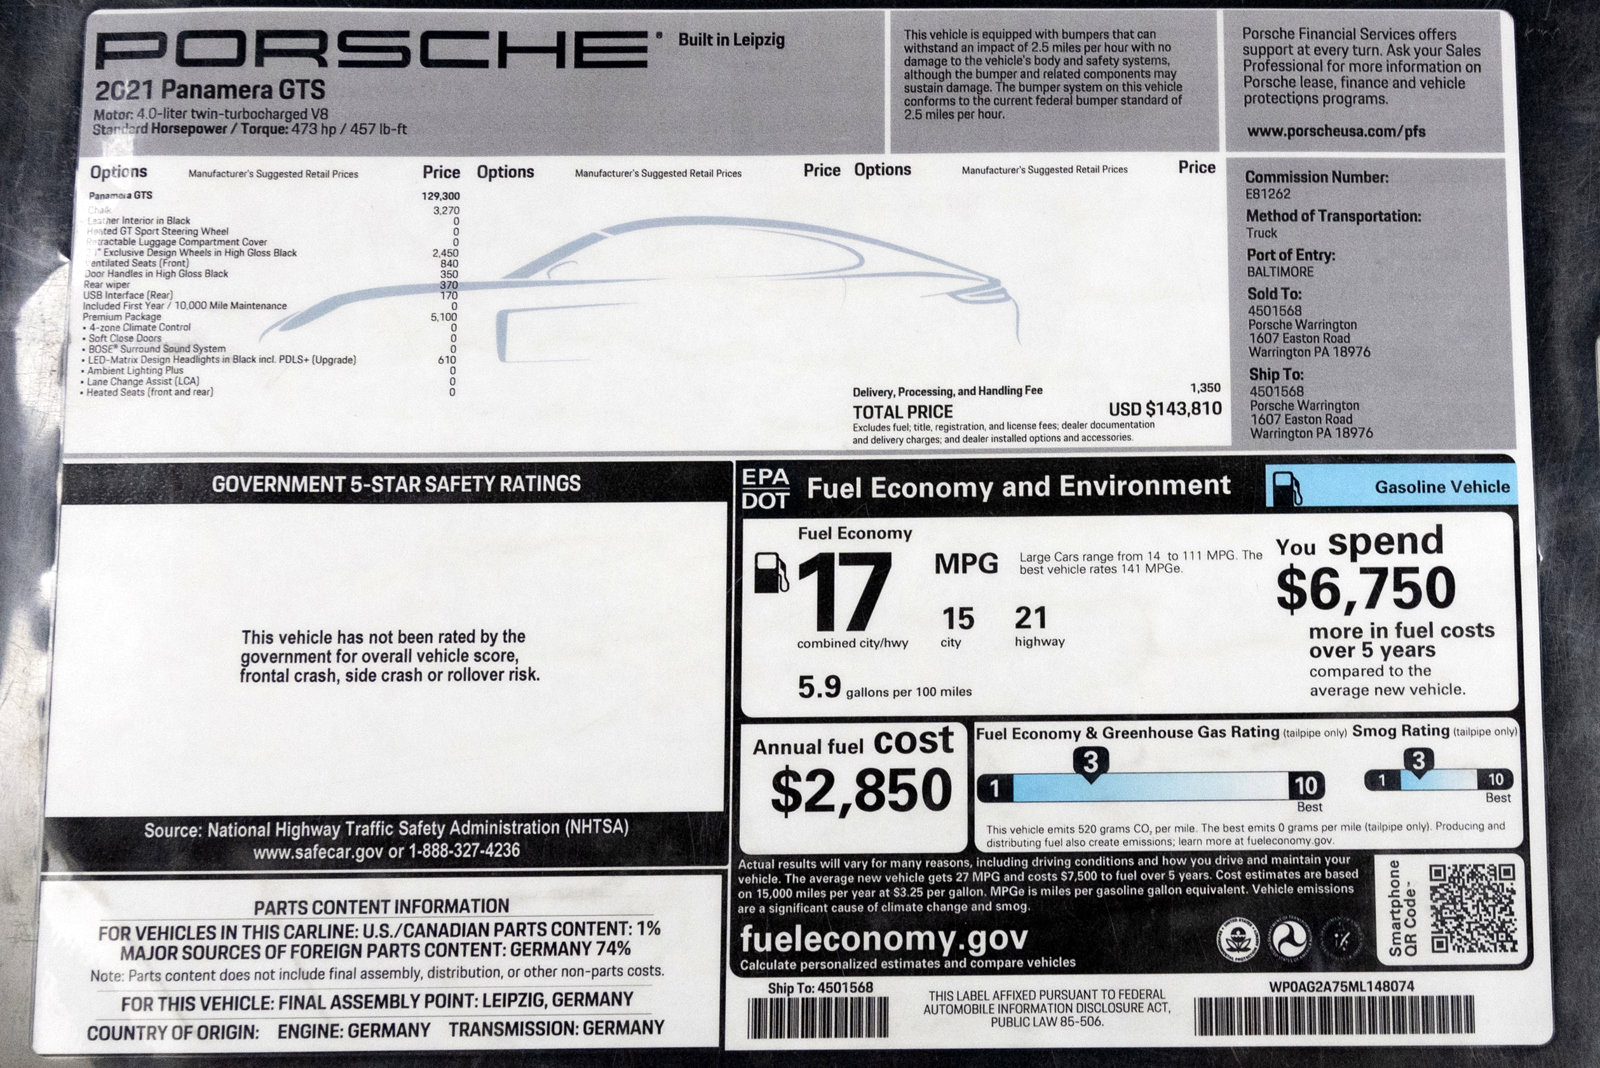 PORSCHE® Built in Leipzig
2021 Panamera GTS
Motor: 4.0-liter twin-turbocharged V8
Standard Horsepower / Torque: 473 hp / 457 lb-ft
This vehicle is equipped with bumpers that can
withstand an impact of 2.5 miles per hour with no
damage to the vehicle's body and safety systems,
although the bumper and related components may
sustain damage. The bumper system on this vehicle
conforms to the current federal bumper standard of
2.5 miles per hour.
Porsche Financial Services offers
support at every turn. Ask your Sales
Professional for more information on
Porsche lease, finance and vehicle
protections programs.
www.porscheusa.com/pfs
Options Manufacturer's Suggested Retail Prices Price Options Manufacturer's Suggested Retail Prices Price Options Manufacturer's Suggested Retail Prices Price
Panamera GTS 129,300
Chalk 3,270
Leather Interior in Black 0
Heated GT Sport Steering Wheel 0
Retractable Luggage Compartment Cover 0
Exclusive Design Wheels in High Gloss Black 2,450
Ventilated Seats (Front) 840
Door Handles in High Gloss Black 350
Rear wiper 370
USB Interface (Rear) 170
Included First Year / 10,000 Mile Maintenance 0
Premium Package 5,100
• 4-zone Climate Control 0
• Soft Close Doors 0
• BOSE® Surround Sound System 0
• LED-Matrix Design Headlights in Black incl. PDLS+ (Upgrade) 610
• Ambient Lighting Plus 0
• Lane Change Assist (LCA) 0
• Heated Seats (front and rear) 0
Delivery, Processing, and Handling Fee 1,350
TOTAL PRICE USD $143,810
Excludes fuel; title, registration, and license fees; dealer documentation
and delivery charges; and dealer installed options and accessories.
Commission Number:
E81262
Method of Transportation:
Truck
Port of Entry:
BALTIMORE
Sold To:
4501568
Porsche Warrington
1607 Easton Road
Warrington PA 18976
Ship To:
4501568
Porsche Warrington
1607 Easton Road
Warrington PA 18976
GOVERNMENT 5-STAR SAFETY RATINGS
This vehicle has not been rated by the
government for overall vehicle score,
frontal crash, side crash or rollover risk.
Source: National Highway Traffic Safety Administration (NHTSA)
www.safecar.gov or 1-888-327-4236
PARTS CONTENT INFORMATION
FOR VEHICLES IN THIS CARLINE: U.S./CANADIAN PARTS CONTENT: 1%
MAJOR SOURCES OF FOREIGN PARTS CONTENT: GERMANY 74%
Note: Parts content does not include final assembly, distribution, or other non-parts costs.
FOR THIS VEHICLE: FINAL ASSEMBLY POINT: LEIPZIG, GERMANY
COUNTRY OF ORIGIN: ENGINE: GERMANY TRANSMISSION: GERMANY
EPA
DOT
Fuel Economy and Environment
Gasoline Vehicle
Fuel Economy
17 MPG
combined city/hwy
15
city
21
highway
Large Cars range from 14 to 111 MPG. The
best vehicle rates 141 MPGe.
5.9 gallons per 100 miles
You spend
$6,750
more in fuel costs
over 5 years
compared to the
average new vehicle.
Annual fuel cost
$2,850
Fuel Economy & Greenhouse Gas Rating (tailpipe only) Smog Rating (tailpipe only)
3
1 10
Best
3
1 10
Best
This vehicle emits 520 grams CO₂ per mile. The best emits 0 grams per mile (tailpipe only). Producing and
distributing fuel also create emissions; learn more at fueleconomy.gov.
Actual results will vary for many reasons, including driving conditions and how you drive and maintain your
vehicle. The average new vehicle gets 27 MPG and costs $7,500 to fuel over 5 years. Cost estimates are based
on 15,000 miles per year at $3.25 per gallon. MPGe is miles per gasoline gallon equivalent. Vehicle emissions
are a significant cause of climate change and smog.
fueleconomy.gov
Calculate personalized estimates and compare vehicles
Smartphone
QR Code™
Ship To: 4501568
THIS LABEL AFFIXED PURSUANT TO FEDERAL
AUTOMOBILE INFORMATION DISCLOSURE ACT,
PUBLIC LAW 85-506.
WP0AG2A75ML148074